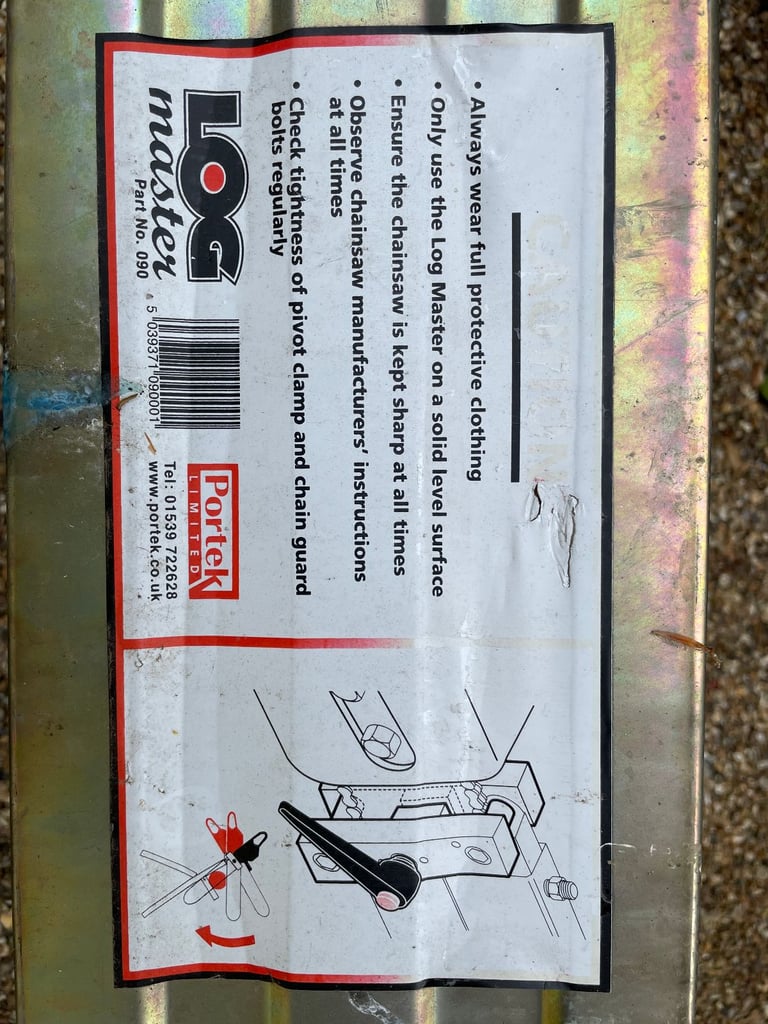 CAUTION
• Always wear full protective clothing
• Only use the Log Master on a solid level surface
• Ensure the chainsaw is kept sharp at all times
• Observe chainsaw manufacturers' instructions
at all times
• Check tightness of pivot clamp and chain guard
bolts regularly
LOG
master
Part No. 090
5 039371 090001
Portek
LIMITED
Tel: 01539 722628
www.portek.co.uk